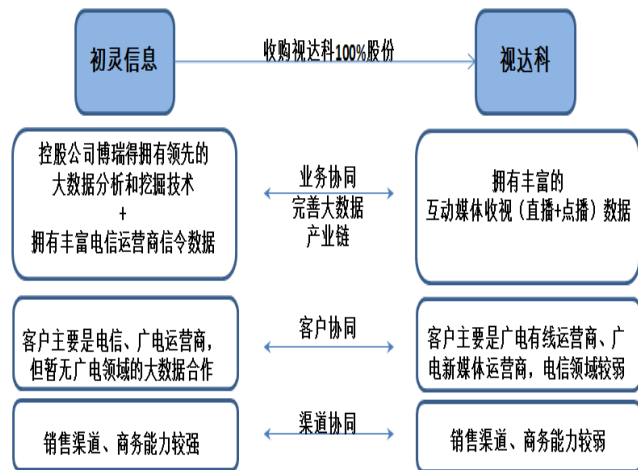 初灵信息
收购视达科100%股份
视达科
控股公司博瑞得拥有领先的
大数据分析和挖掘技术
+
拥有丰富电信运营商信令数据
业务协同
完善大数据
产业链
拥有丰富的
互动媒体收视（直播+点播）数据
客户主要是电信、广电运营商，
但暂无广电领域的大数据合作
客户协同
客户主要是广电有线运营商、广
电新媒体运营商，电信领域较弱
销售渠道、商务能力较强
渠道协同
销售渠道、商务能力较弱